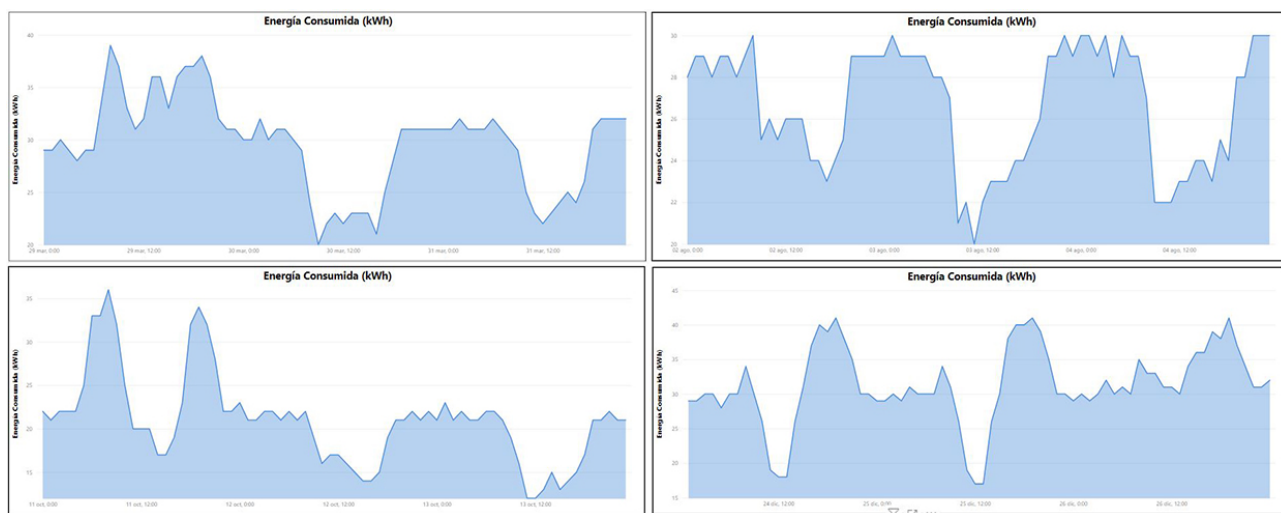 Energía Consumida (kWh)
Energía Consumida (kWh)
40
30
25
20
29 mar, 0:00
29 mar, 12:00
30 mar, 0:00
30 mar, 12:00
31 mar, 0:00
31 mar, 12:00
Energía Consumida (kWh)
Energía Consumida (kWh)
30
28
26
24
22
20
02 ago, 0:00
02 ago, 12:00
03 ago, 0:00
03 ago, 12:00
04 ago, 0:00
04 ago, 12:00
Energía Consumida (kWh)
Energía Consumida (kWh)
35
30
25
20
15
11 oct, 0:00
11 oct, 12:00
12 oct, 0:00
12 oct, 12:00
13 oct, 0:00
13 oct, 12:00
Energía Consumida (kWh)
Energía Consumida (kWh)
45
40
35
30
25
20
15
24 dic, 12:00
25 dic, 0:00
25 dic, 12:00
26 dic, 0:00
26 dic, 12:00